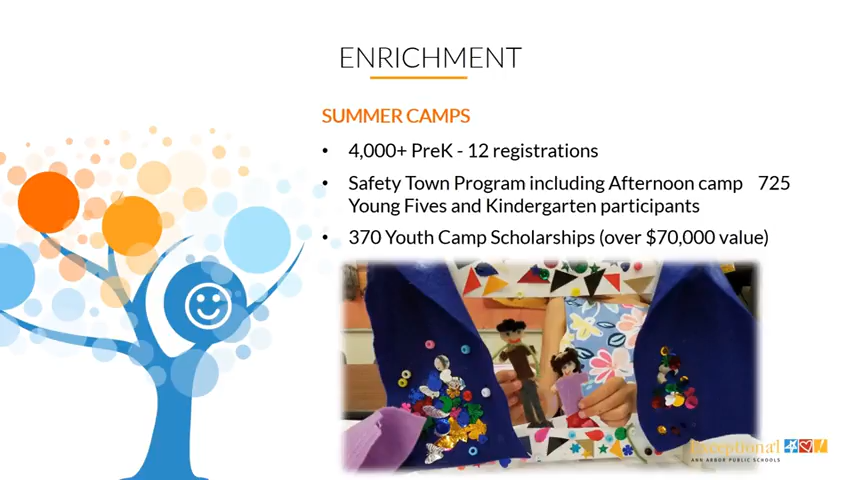 ENRICHMENT
SUMMER CAMPS
• 4,000+ PreK - 12 registrations
• Safety Town Program including Afternoon camp 725
Young Fives and Kindergarten participants
• 370 Youth Camp Scholarships (over $70,000 value)
exceptional
ANN ARBOR PUBLIC SCHOOLS